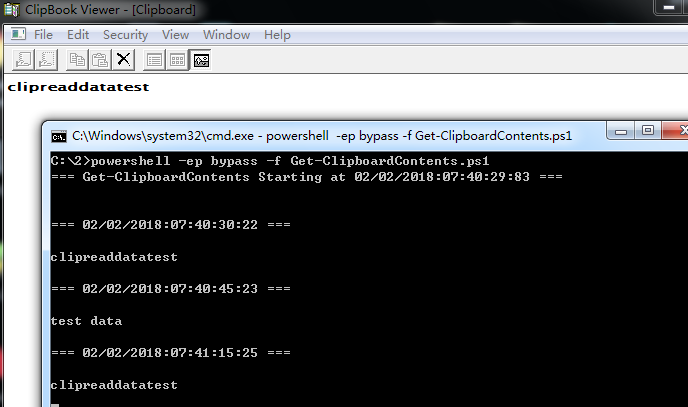 ClipBook Viewer - [Clipboard]
File Edit Security View Window Help
clipreaddatatest
C:\Windows\system32\cmd.exe - powershell  -ep bypass -f Get-ClipboardContents.ps1
C:\2>powershell -ep bypass -f Get-ClipboardContents.ps1
=== Get-ClipboardContents Starting at 02/02/2018:07:40:29:83 ===
=== 02/02/2018:07:40:30:22 ===
clipreaddatatest
=== 02/02/2018:07:40:45:23 ===
test data
=== 02/02/2018:07:41:15:25 ===
clipreaddatatest